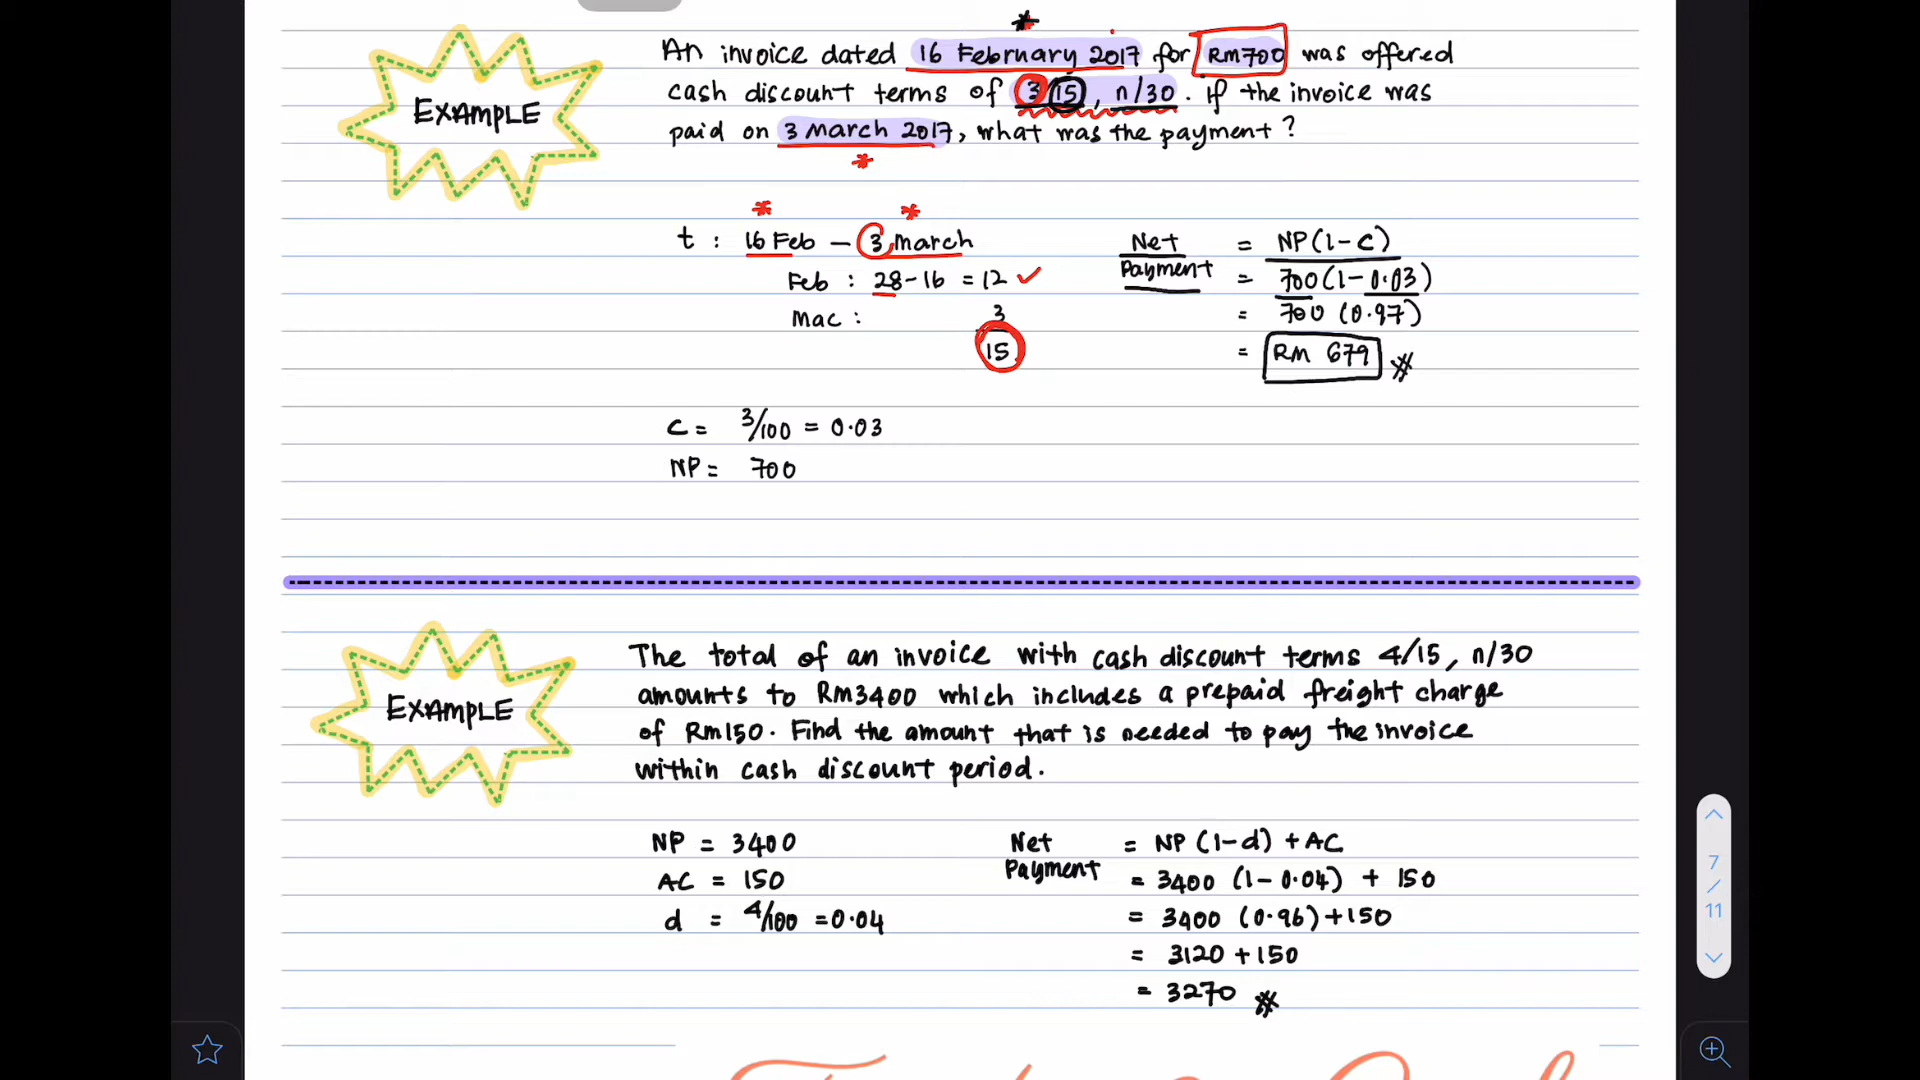 EXAMPLE
An invoice dated 16 February 2017 for RM700 was offered
cash discount terms of 3 15, n/30. If the invoice was
paid on 3 March 2017, what was the payment?
t : 16 Feb – 3 March
Feb : 28-16 = 12 ✓
Mac : 3
15
Net Payment = NP(1-C)
= 700(1-0.03)
= 700 (0.97)
= RM 679
C = 3/100 = 0.03
NP = 700
EXAMPLE
The total of an invoice with cash discount terms 4/15, n/30
amounts to RM3400 which includes a prepaid freight charge
of RM150. Find the amount that is needed to pay the invoice
within cash discount period.
NP = 3400
AC = 150
d = 4/100 = 0.04
Net Payment = NP (1-d) + AC
= 3400 (1-0.04) + 150
= 3400 (0.96) + 150
= 3120 + 150
= 3270
7
/
11